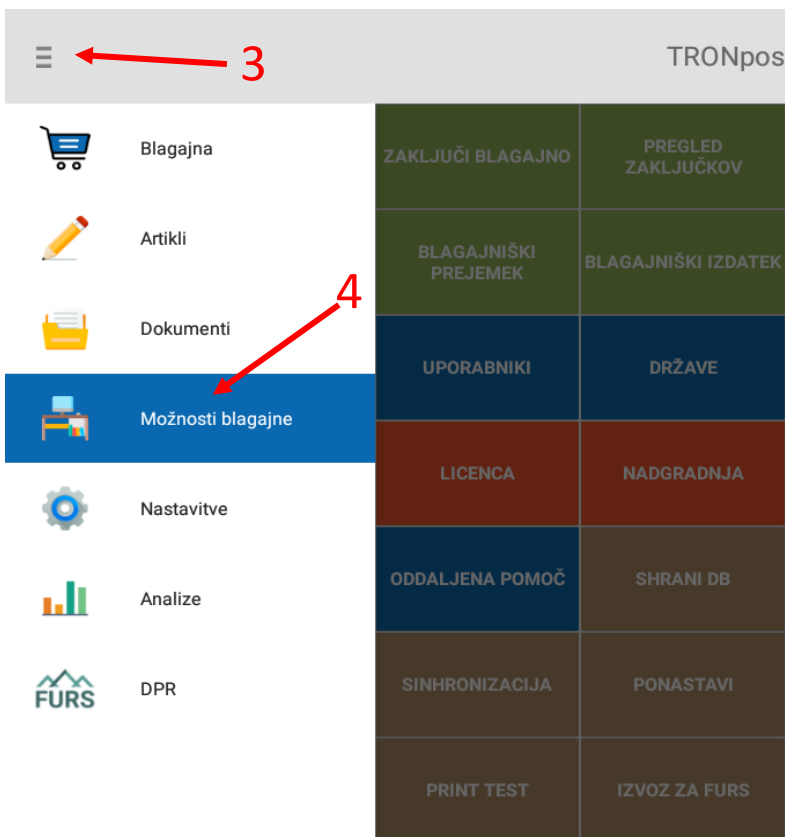 3
TRONpos
Blagajna
Artikli
4
Dokumenti
Možnosti blagajne
Nastavitve
Analize
FURS
DPR
ZAKLJUČI BLAGAJNO
PREGLED
ZAKLJUČKOV
BLAGAJNIŠKI
PREJEMEK
BLAGAJNIŠKI IZDATEK
UPORABNIKI
DRŽAVE
LICENCA
NADGRADNJA
ODDALJENA POMOČ
SHRANI DB
SINHRONIZACIJA
PONASTAVI
PRINT TEST
IZVOZ ZA FURS